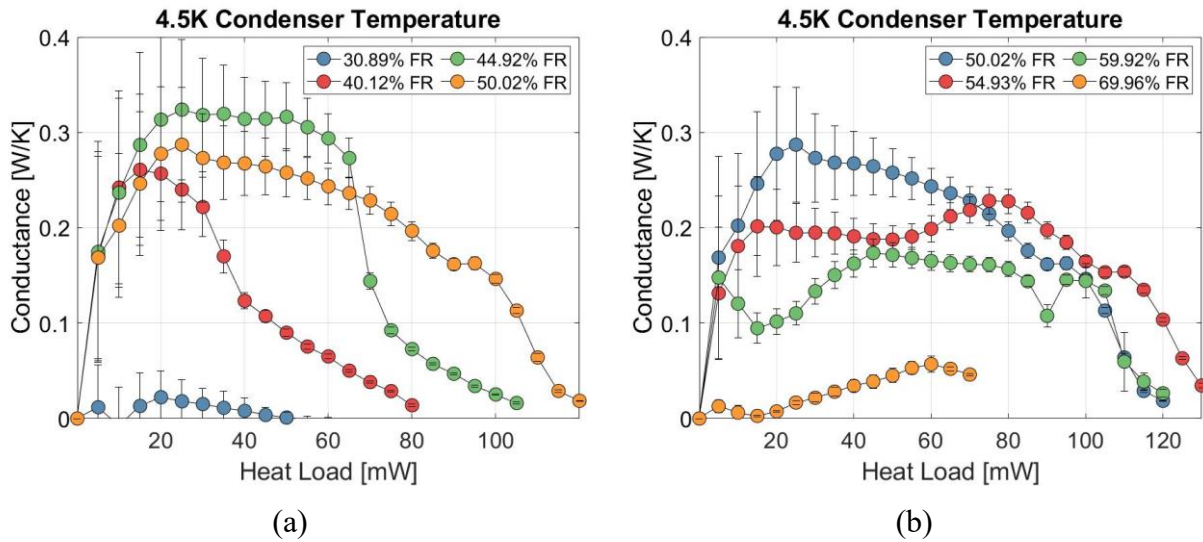 4.5K Condenser Temperature
30.89% FR 44.92% FR
40.12% FR 50.02% FR
0.4
0.3
0.2
0.1
0
Conductance [W/K]
20 40 60 80 100
Heat Load [mW]
(a)
4.5K Condenser Temperature
50.02% FR 59.92% FR
54.93% FR 69.96% FR
0.4
0.3
0.2
0.1
0
Conductance [W/K]
20 40 60 80 100 120
Heat Load [mW]
(b)